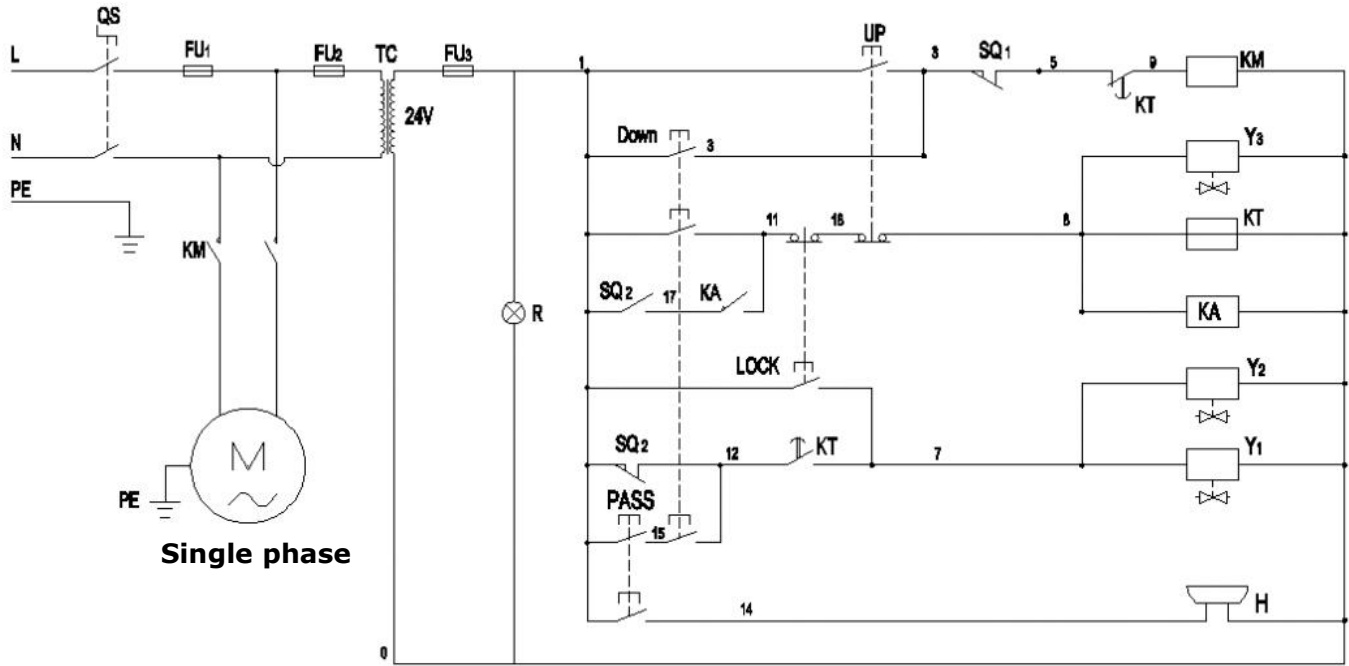 QS
UP
L
FU1
FU2
TC
FU3
1
3
SQ1
5
9
KM
24V
KT
N
Down
3
Y3
PE
11
16
8
KT
KM
SQ2
17
KA
KA
R
LOCK
Y2
M
SQ2
12
KT
7
Y1
PE
PASS
15
Single phase
14
H
0